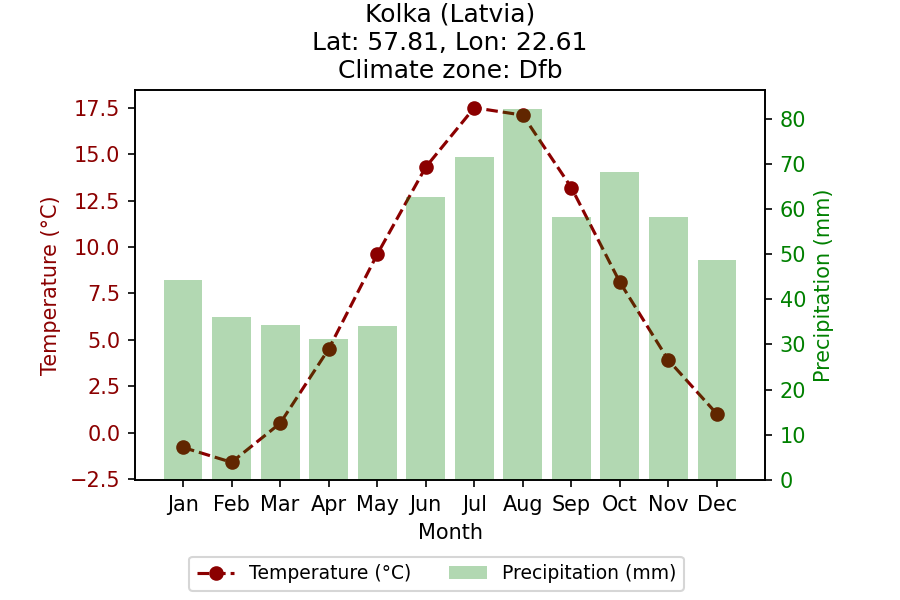 Kolka (Latvia)
Lat: 57.81, Lon: 22.61
Climate zone: Dfb
17.5
15.0
12.5
10.0
7.5
5.0
2.5
0.0
−2.5
Temperature (°C)
80
70
60
50
40
30
20
10
0
Precipitation (mm)
Jan Feb Mar Apr May Jun Jul Aug Sep Oct Nov Dec
Month
Temperature (°C) Precipitation (mm)